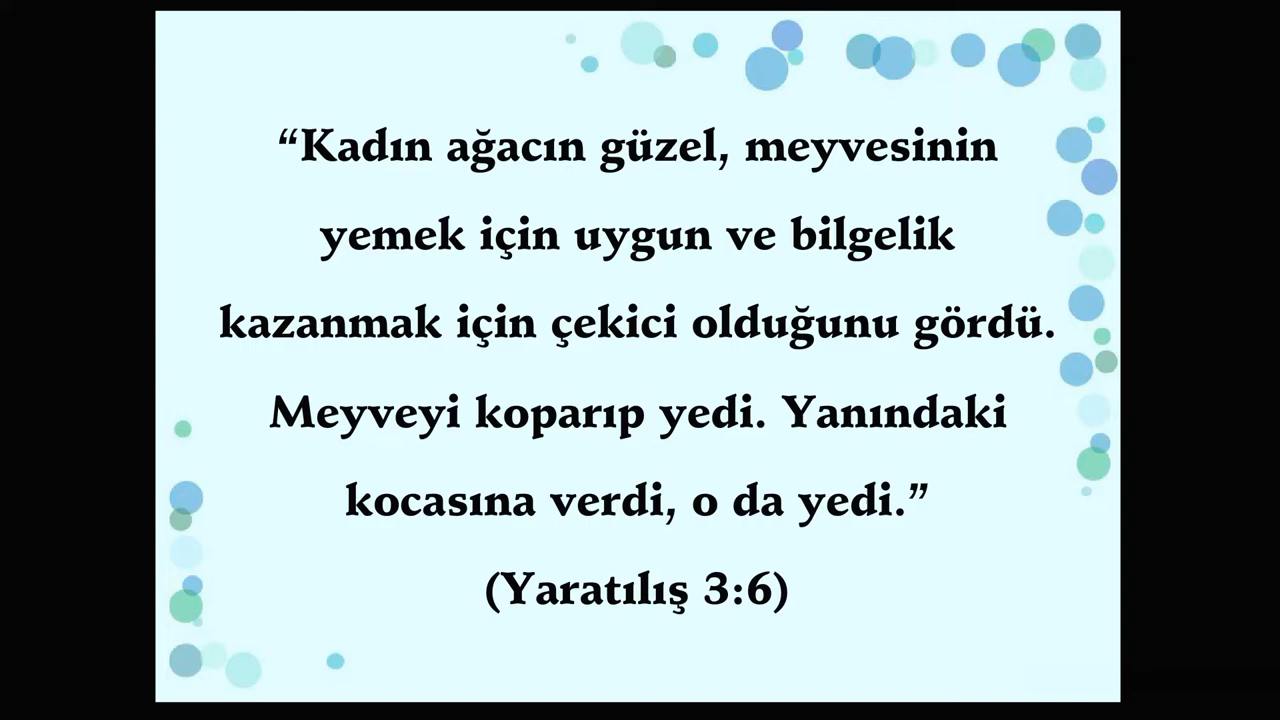 “Kadın ağacın güzel, meyvesinin
yemek için uygun ve bilgelik
kazanmak için çekici olduğunu gördü.
Meyveyi koparıp yedi. Yanındaki
kocasına verdi, o da yedi.”
(Yaratılış 3:6)